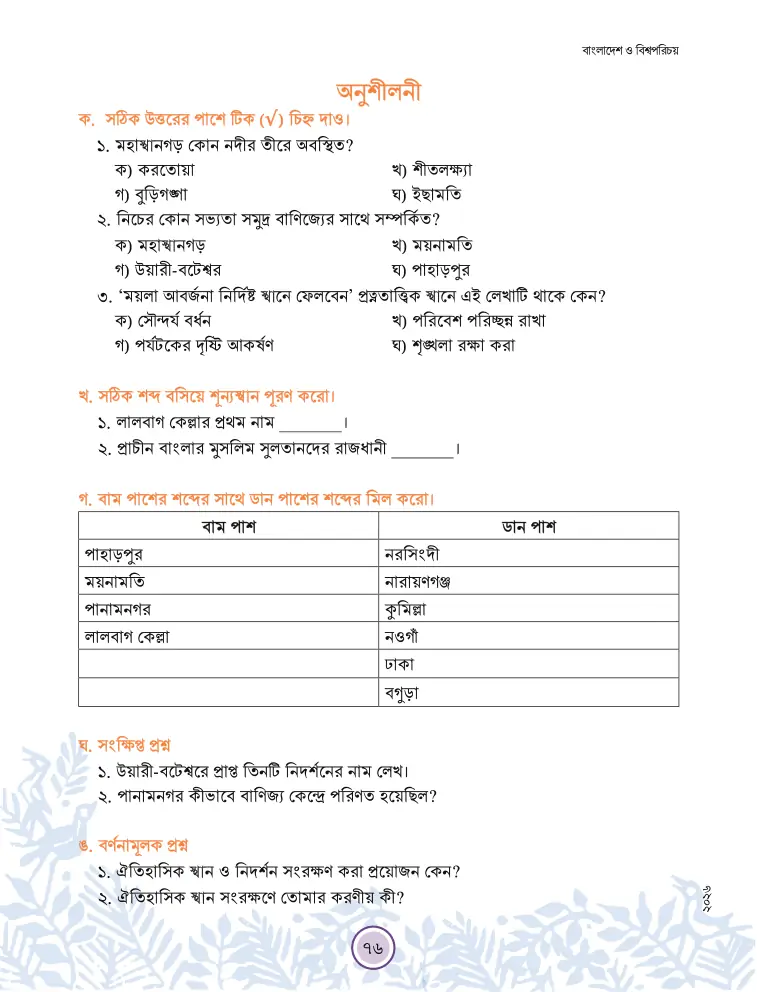 বাংলাদেশ ও বিশ্বপরিচয়
অনুশীলনী
ক. সঠিক উত্তরের পাশে টিক (√) চিহ্ন দাও।
১. মহাস্থানগড় কোন নদীর তীরে অবস্থিত?
ক) করতোয়া খ) শীতলক্ষ্যা
গ) বুড়িগঙ্গা ঘ) ইছামতি
২. নিচের কোন সভ্যতা সমুদ্র বাণিজ্যের সাথে সম্পর্কিত?
ক) মহাস্থানগড় খ) ময়নামতি
গ) উয়ারী-বটেশ্বর ঘ) পাহাড়পুর
৩. ‘ময়লা আবর্জনা নির্দিষ্ট স্থানে ফেলবেন’ প্রত্নতাত্ত্বিক স্থানে এই লেখাটি থাকে কেন?
ক) সৌন্দর্য বর্ধন খ) পরিবেশ পরিচ্ছন্ন রাখা
গ) পর্যটকের দৃষ্টি আকর্ষণ ঘ) শৃঙ্খলা রক্ষা করা
খ. সঠিক শব্দ বসিয়ে শূন্যস্থান পূরণ করো।
১. লালবাগ কেল্লার প্রথম নাম ________।
২. প্রাচীন বাংলার মুসলিম সুলতানদের রাজধানী ________।
গ. বাম পাশের শব্দের সাথে ডান পাশের শব্দের মিল করো।
বাম পাশ ডান পাশ
পাহাড়পুর নরসিংদী
ময়নামতি নারায়ণগঞ্জ
পানামনগর কুমিল্লা
লালবাগ কেল্লা নওগাঁ
ঢাকা
বগুড়া
ঘ. সংক্ষিপ্ত প্রশ্ন
১. উয়ারী-বটেশ্বরে প্রাপ্ত তিনটি নিদর্শনের নাম লেখ।
২. পানামনগর কীভাবে বাণিজ্য কেন্দ্রে পরিণত হয়েছিল?
ঙ. বর্ণনামূলক প্রশ্ন
১. ঐতিহাসিক স্থান ও নিদর্শন সংরক্ষণ করা প্রয়োজন কেন?
২. ঐতিহাসিক স্থান সংরক্ষণে তোমার করণীয় কী?
২০২৬
৭৬